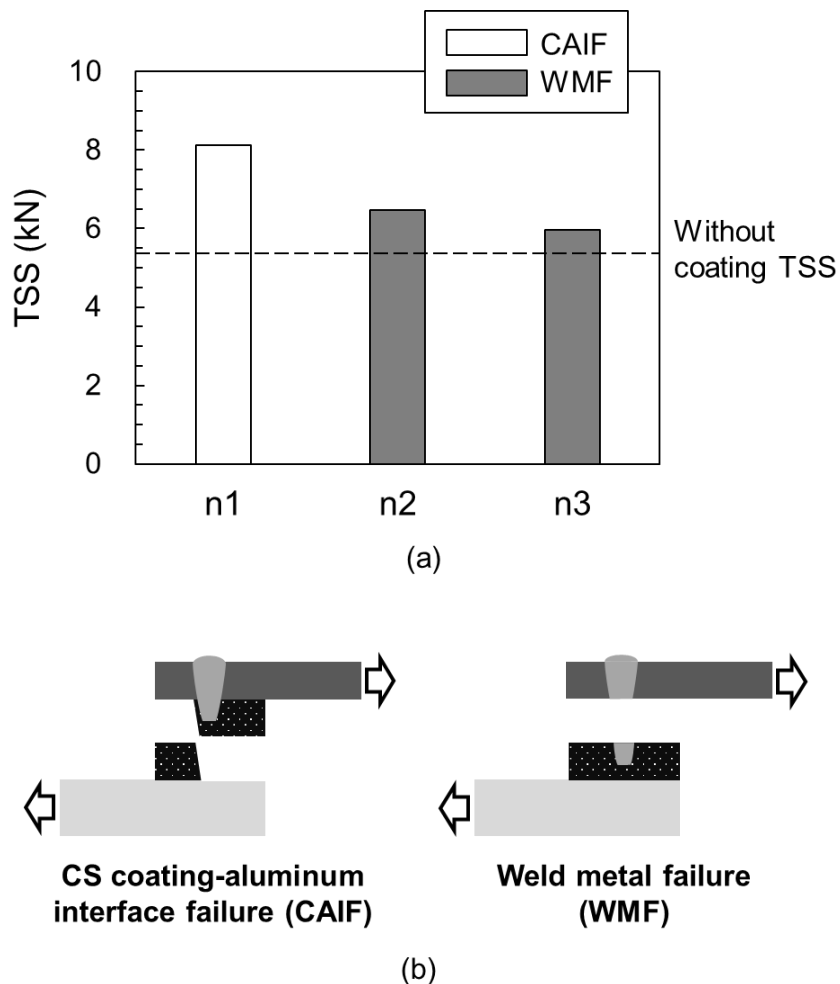 CAIF
WMF
10
8
6
4
2
0
TSS (kN)
Without
coating TSS
n1
n2
n3
(a)
CS coating-aluminum
interface failure (CAIF)
Weld metal failure
(WMF)
(b)